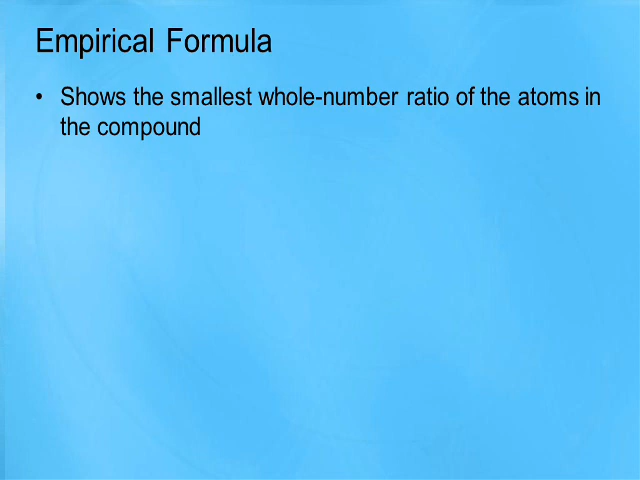 Empirical Formula
• Shows the smallest whole-number ratio of the atoms in
the compound